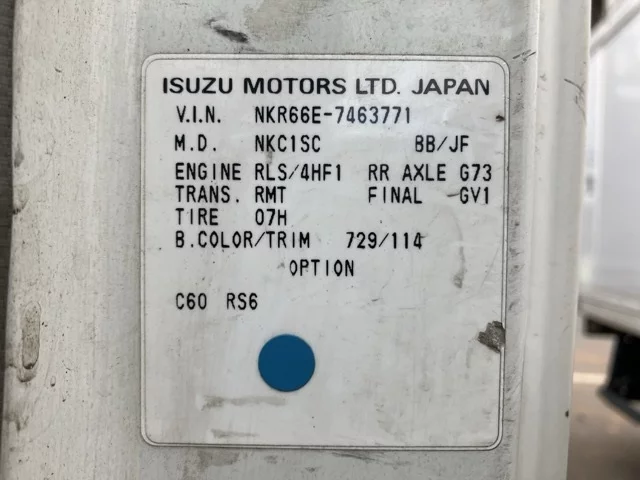 ISUZU MOTORS LTD. JAPAN
V.I.N. NKR66E-7463771
M.D. NKC1SC BB/JF
ENGINE RLS/4HF1 RR AXLE G73
TRANS. RMT FINAL GV1
TIRE 07H
B.COLOR/TRIM 729/114
OPTION
C60 RS6